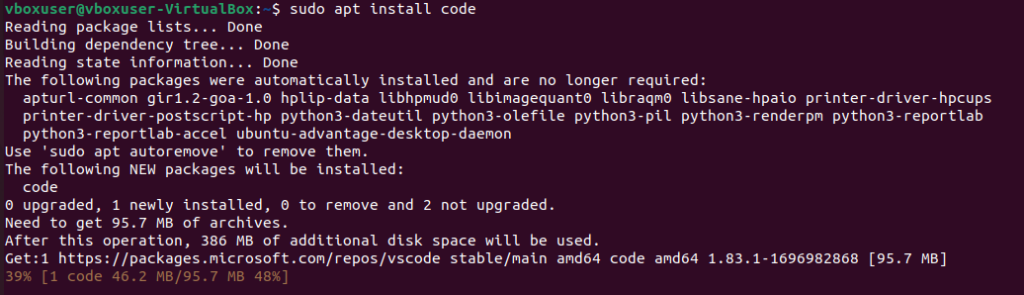 vboxuser@vboxuser-VirtualBox:~$ sudo apt install code
Reading package lists... Done
Building dependency tree... Done
Reading state information... Done
The following packages were automatically installed and are no longer required:
  apturl-common gir1.2-goa-1.0 hplip-data libhpmud0 libimagequant0 libraqm0 libsane-hpaio printer-driver-hpcups
  printer-driver-postscript-hp python3-dateutil python3-olefile python3-pil python3-renderpm python3-reportlab
  python3-reportlab-accel ubuntu-advantage-desktop-daemon
Use 'sudo apt autoremove' to remove them.
The following NEW packages will be installed:
  code
0 upgraded, 1 newly installed, 0 to remove and 2 not upgraded.
Need to get 95.7 MB of archives.
After this operation, 386 MB of additional disk space will be used.
Get:1 https://packages.microsoft.com/repos/vscode stable/main amd64 code amd64 1.83.1-1696982868 [95.7 MB]
39% [1 code 46.2 MB/95.7 MB 48%]